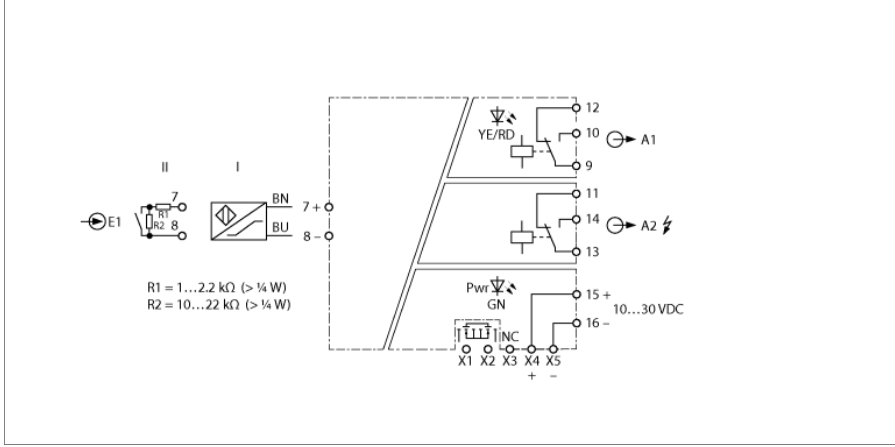 12
YE/RD
10
A1
9
II
I
11
BN
7
7 +
R1
E1
R2
8
BU
8 –
14
A2
13
R1 = 1...2.2 kΩ (> ¼ W)
R2 = 10...22 kΩ (> ¼ W)
Pwr
GN
15 +
10...30 VDC
16 –
NC
X1 X2 X3 X4 X5
+ –